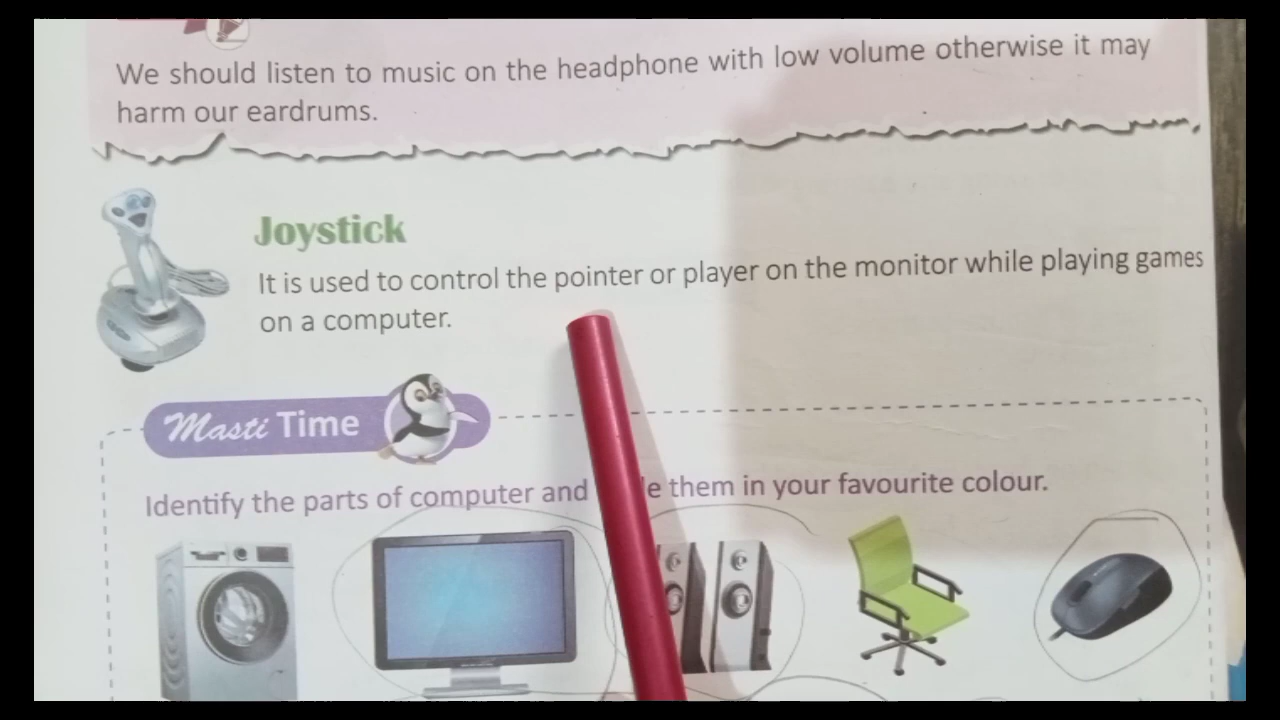 We should listen to music on the headphone with low volume otherwise it may
harm our eardrums.
Joystick
It is used to control the pointer or player on the monitor while playing games
on a computer.
Masti Time
Identify the parts of computer and them in your favourite colour.